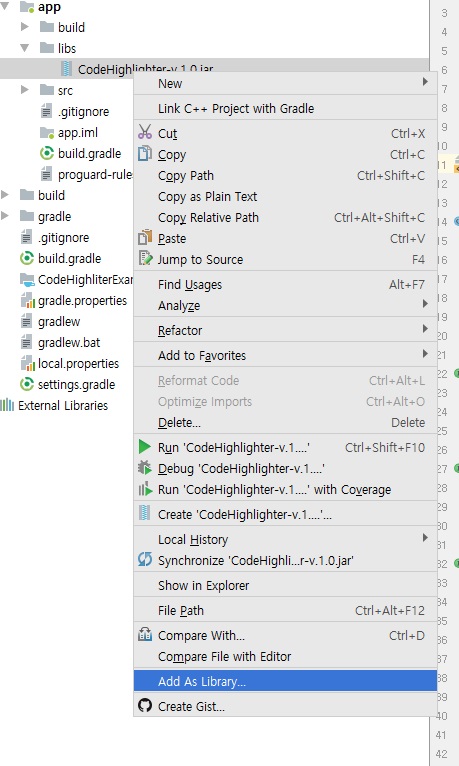 app
build
libs
CodeHighlighter-v.1.0.jar
src
.gitignore
app.iml
build.gradle
proguard-rule
build
gradle
.gitignore
build.gradle
CodeHighliterExa
gradle.properties
gradlew
gradlew.bat
local.properties
settings.gradle
External Libraries
New
Link C++ Project with Gradle
Cut Ctrl+X
Copy Ctrl+C
Copy Path Ctrl+Shift+C
Copy as Plain Text
Copy Relative Path Ctrl+Alt+Shift+C
Paste Ctrl+V
Jump to Source F4
Find Usages Alt+F7
Analyze
Refactor
Add to Favorites
Reformat Code Ctrl+Alt+L
Optimize Imports Ctrl+Alt+O
Delete... Delete
Run 'CodeHighlighter-v.1....' Ctrl+Shift+F10
Debug 'CodeHighlighter-v.1....'
Run 'CodeHighlighter-v.1....' with Coverage
Create 'CodeHighlighter-v.1....'...
Local History
Synchronize 'CodeHighli...r-v.1.0.jar'
Show in Explorer
File Path Ctrl+Alt+F12
Compare With... Ctrl+D
Compare File with Editor
Add As Library...
Create Gist...
3
4
5
6
7
8
9
10
11
12
13
14
15
16
17
18
19
20
21
22
23
24
25
26
27
28
29
30
31
32
33
34
35
36
37
38
39
40
41
42